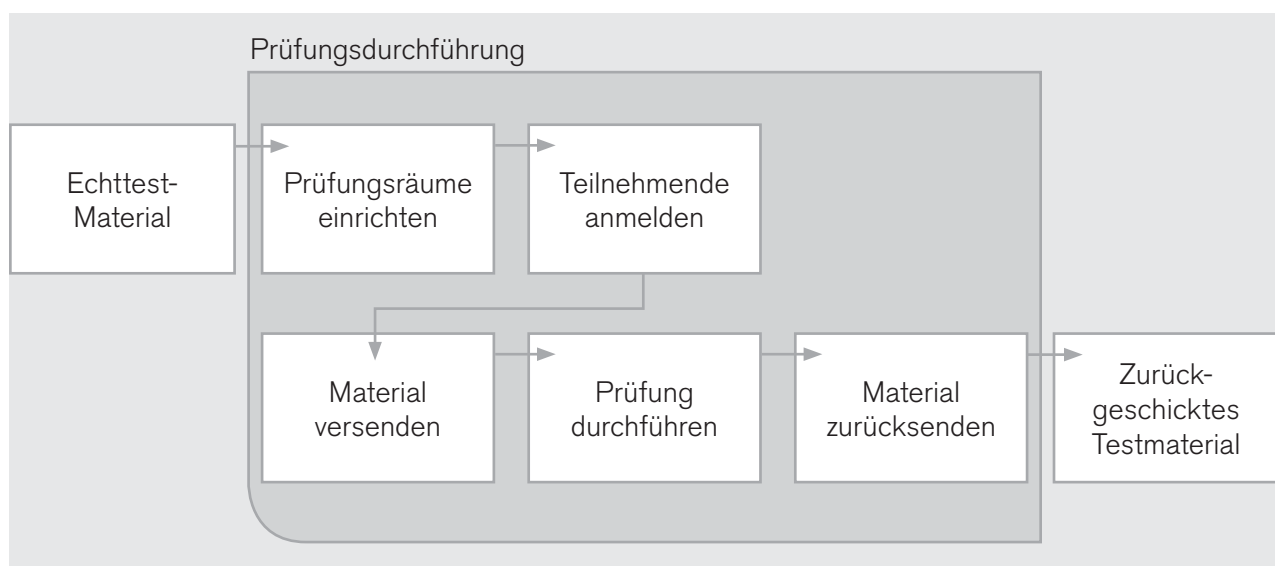 Prüfungsdurchführung
Echttest-
Material
Prüfungsräume
einrichten
Teilnehmende
anmelden
Material
versenden
Prüfung
durchführen
Material
zurücksenden
Zurück-
geschicktes
Testmaterial